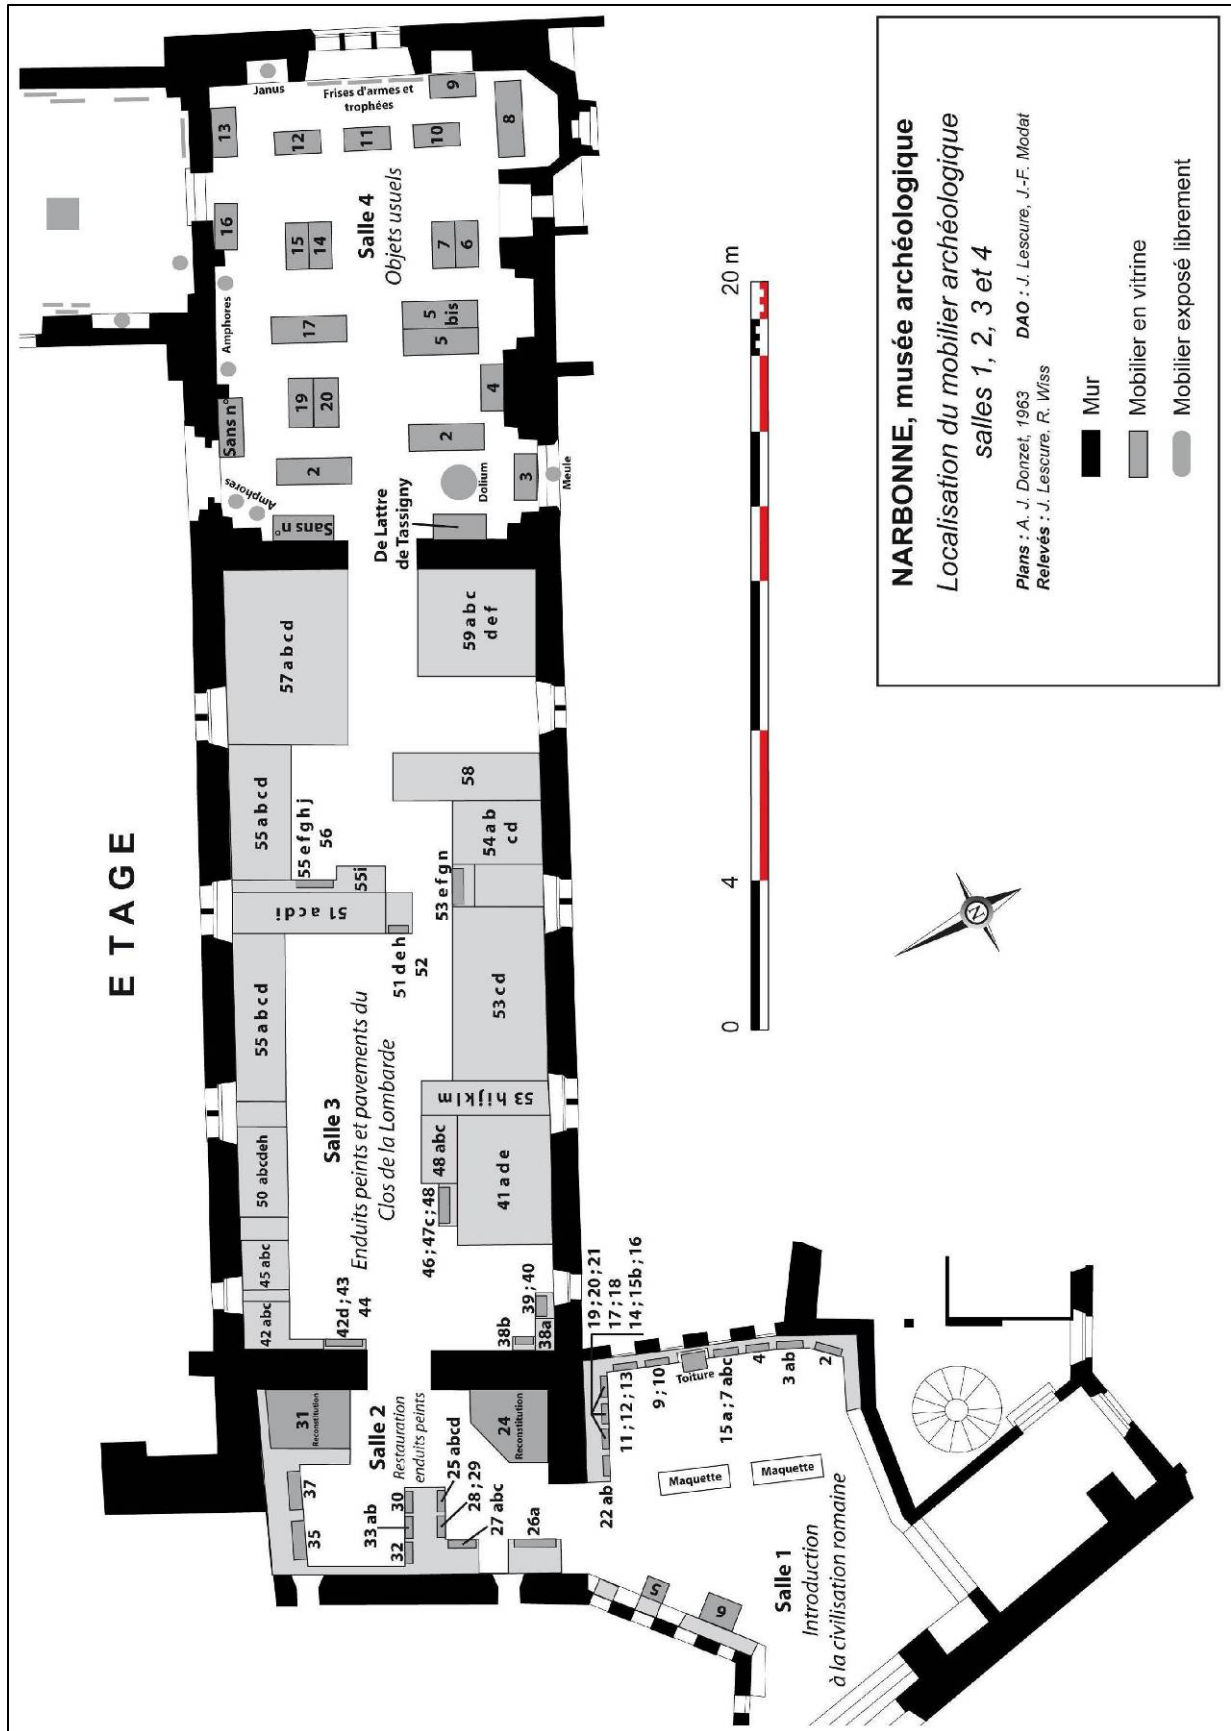 ETAGE
Salle 1
Introduction
à la civilisation romaine
5
6
22 ab
Maquette
Maquette
19 ; 20 ; 21
17 ; 18
14 ; 15b ; 16
11 ; 12 ; 13
9 ; 10
Toiture
15 a ; 7 abc
4
3 ab
2
Salle 2
Restauration
enduits peints
35
37
31
Reconstitution
32
33 ab
30
25 abcd
28 ; 29
27 abc
26a
24
Reconstitution
Salle 3
Enduits peints et pavements du
Clos de la Lombarde
42 abc
45 abc
50 abcdeh
55 a b c d
51 a c d i
55 a b c d
57 a b c d
42d ; 43
44
51 d e h
52
55i
55 e f g h j
56
38b
38a
39 ; 40
46 ; 47c ; 48
48 abc
41 a d e
53 h i j k l m
53 c d
53 e f g n
54 a b
c d
58
59 a b c
d e f
Salle 4
Objets usuels
Sans n°
Amphores
Sans n°
Amphores
16
13
Janus
2
19
20
17
15
14
12
11
Frises d'armes et
trophées
De Lattre
de Tassigny
Dolium
3
Meule
2
4
5
5
bis
7
6
10
9
8
0
4
20 m
N
NARBONNE, musée archéologique
Localisation du mobilier archéologique
salles 1, 2, 3 et 4
Plans : A. J. Donzet, 1963 DAO : J. Lescure, J.-F. Modat
Relevés : J. Lescure, R. Wiss
Mur
Mobilier en vitrine
Mobilier exposé librement